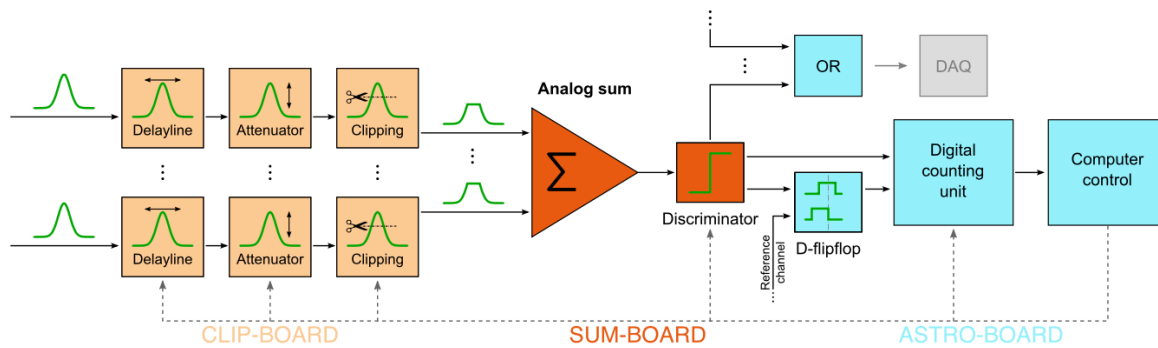 Delayline
Attenuator
Clipping
Analog sum
Σ
Delayline
Attenuator
Clipping
Discriminator
OR
DAQ
Reference
channel
D-flipflop
Digital
counting
unit
Computer
control
CLIP-BOARD
SUM-BOARD
ASTRO-BOARD